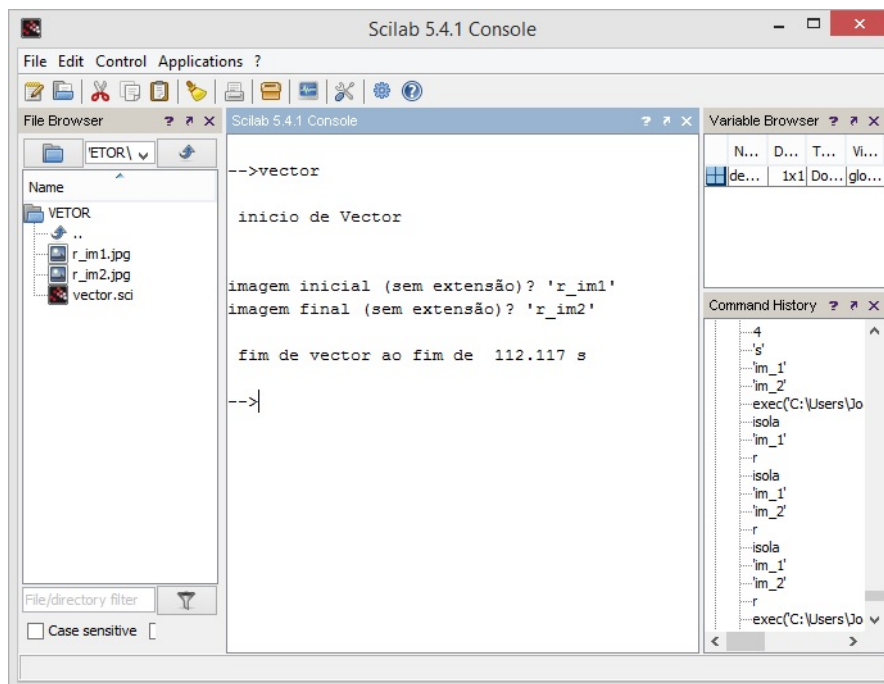 Scilab 5.4.1 Console
File Edit Control Applications ?
File Browser ? X
'ETOR\
Name
VETOR
..
r_im1.jpg
r_im2.jpg
vector.sci
File/directory filter
Case sensitive
Scilab 5.4.1 Console ? X
-->vector
inicio de Vector
imagem inicial (sem extensão)? 'r_im1'
imagem final (sem extensão)? 'r_im2'
fim de vector ao fim de 112.117 s
-->
Variable Browser ? X
N... D... T... Vi...
de... 1x1 Do... glo...
Command History ? X
4
's'
'im_1'
'im_2'
exec('C:\Users\Jo
isola
'im_1'
r
isola
'im_1'
'im_2'
r
isola
'im_1'
'im_2'
r
exec('C:\Users\Jo